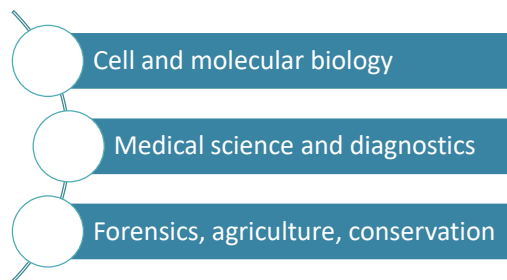 Cell and molecular biology
Medical science and diagnostics
Forensics, agriculture, conservation